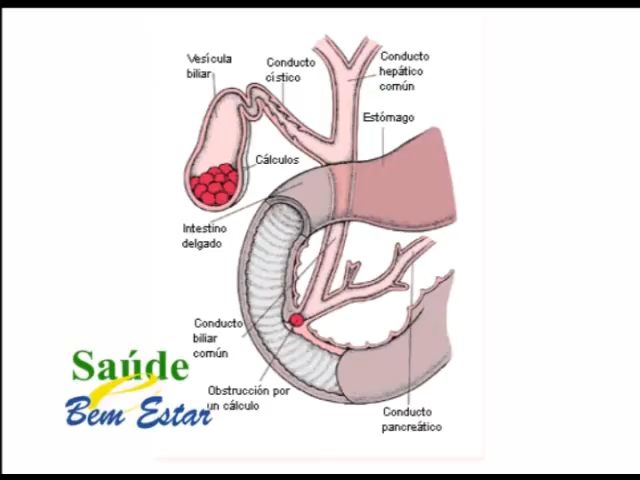 Vesícula
biliar
Conducto
cístico
Conducto
hepático
común
Estómago
Cálculos
Intestino
delgado
Conducto
biliar
común
Obstrucción por
un cálculo
Conducto
pancreático
Saúde
e
Bem Estar